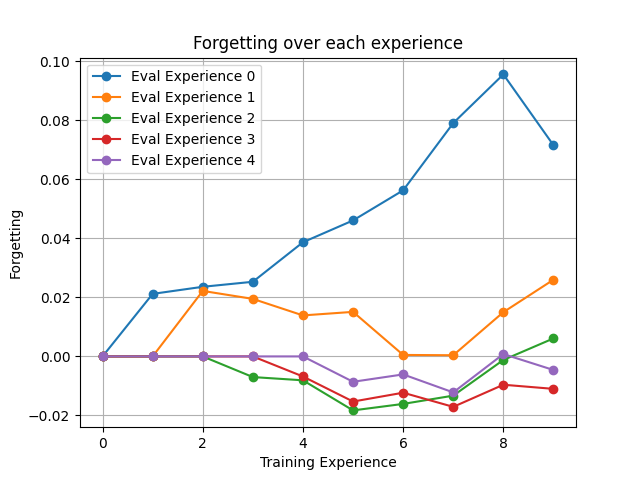 Forgetting over each experience
Eval Experience 0
Eval Experience 1
Eval Experience 2
Eval Experience 3
Eval Experience 4
0.10
0.08
0.06
0.04
0.02
0.00
−0.02
Forgetting
0 2 4 6 8
Training Experience